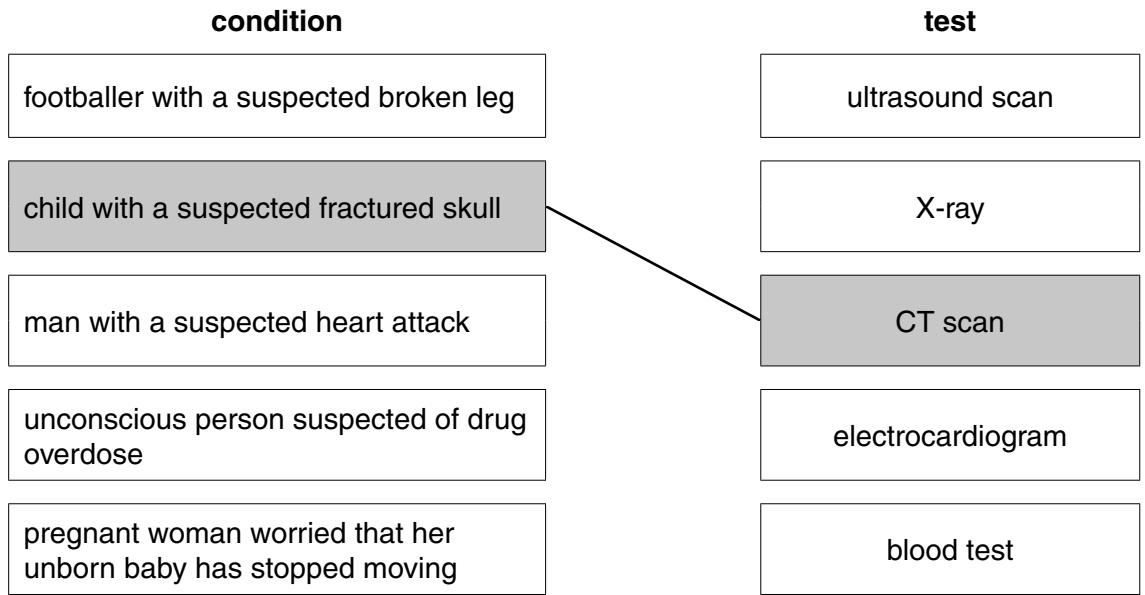 condition
test
footballer with a suspected broken leg
ultrasound scan
child with a suspected fractured skull
X-ray
man with a suspected heart attack
CT scan
unconscious person suspected of drug
overdose
electrocardiogram
pregnant woman worried that her
unborn baby has stopped moving
blood test